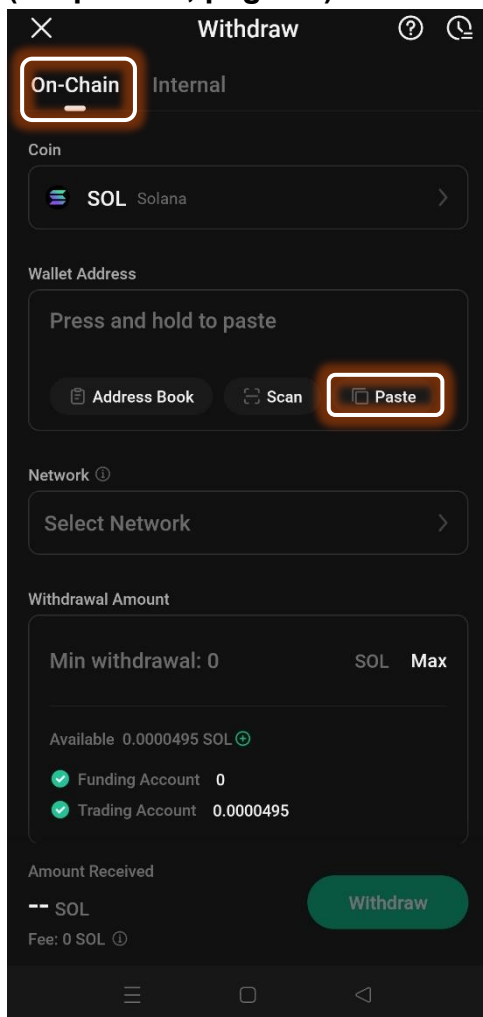 Withdraw
On-Chain Internal
Coin
SOL Solana
Wallet Address
Press and hold to paste
Address Book Scan Paste
Network
Select Network
Withdrawal Amount
Min withdrawal: 0 SOL Max
Available 0.0000495 SOL
Funding Account 0
Trading Account 0.0000495
Amount Received
-- SOL
Withdraw
Fee: 0 SOL